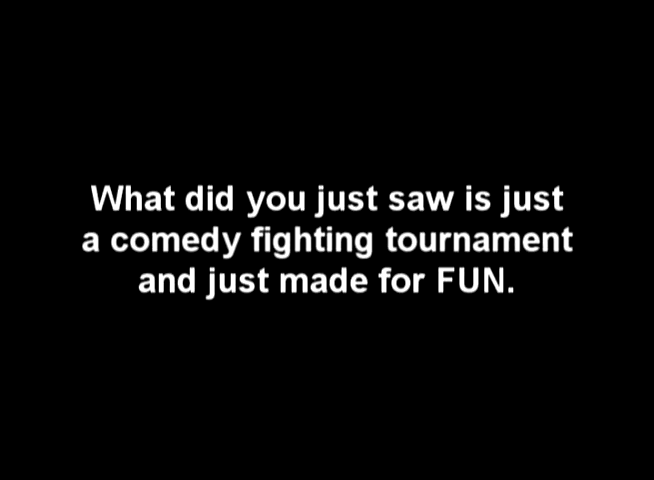 What did you just saw is just
a comedy fighting tournament
and just made for FUN.